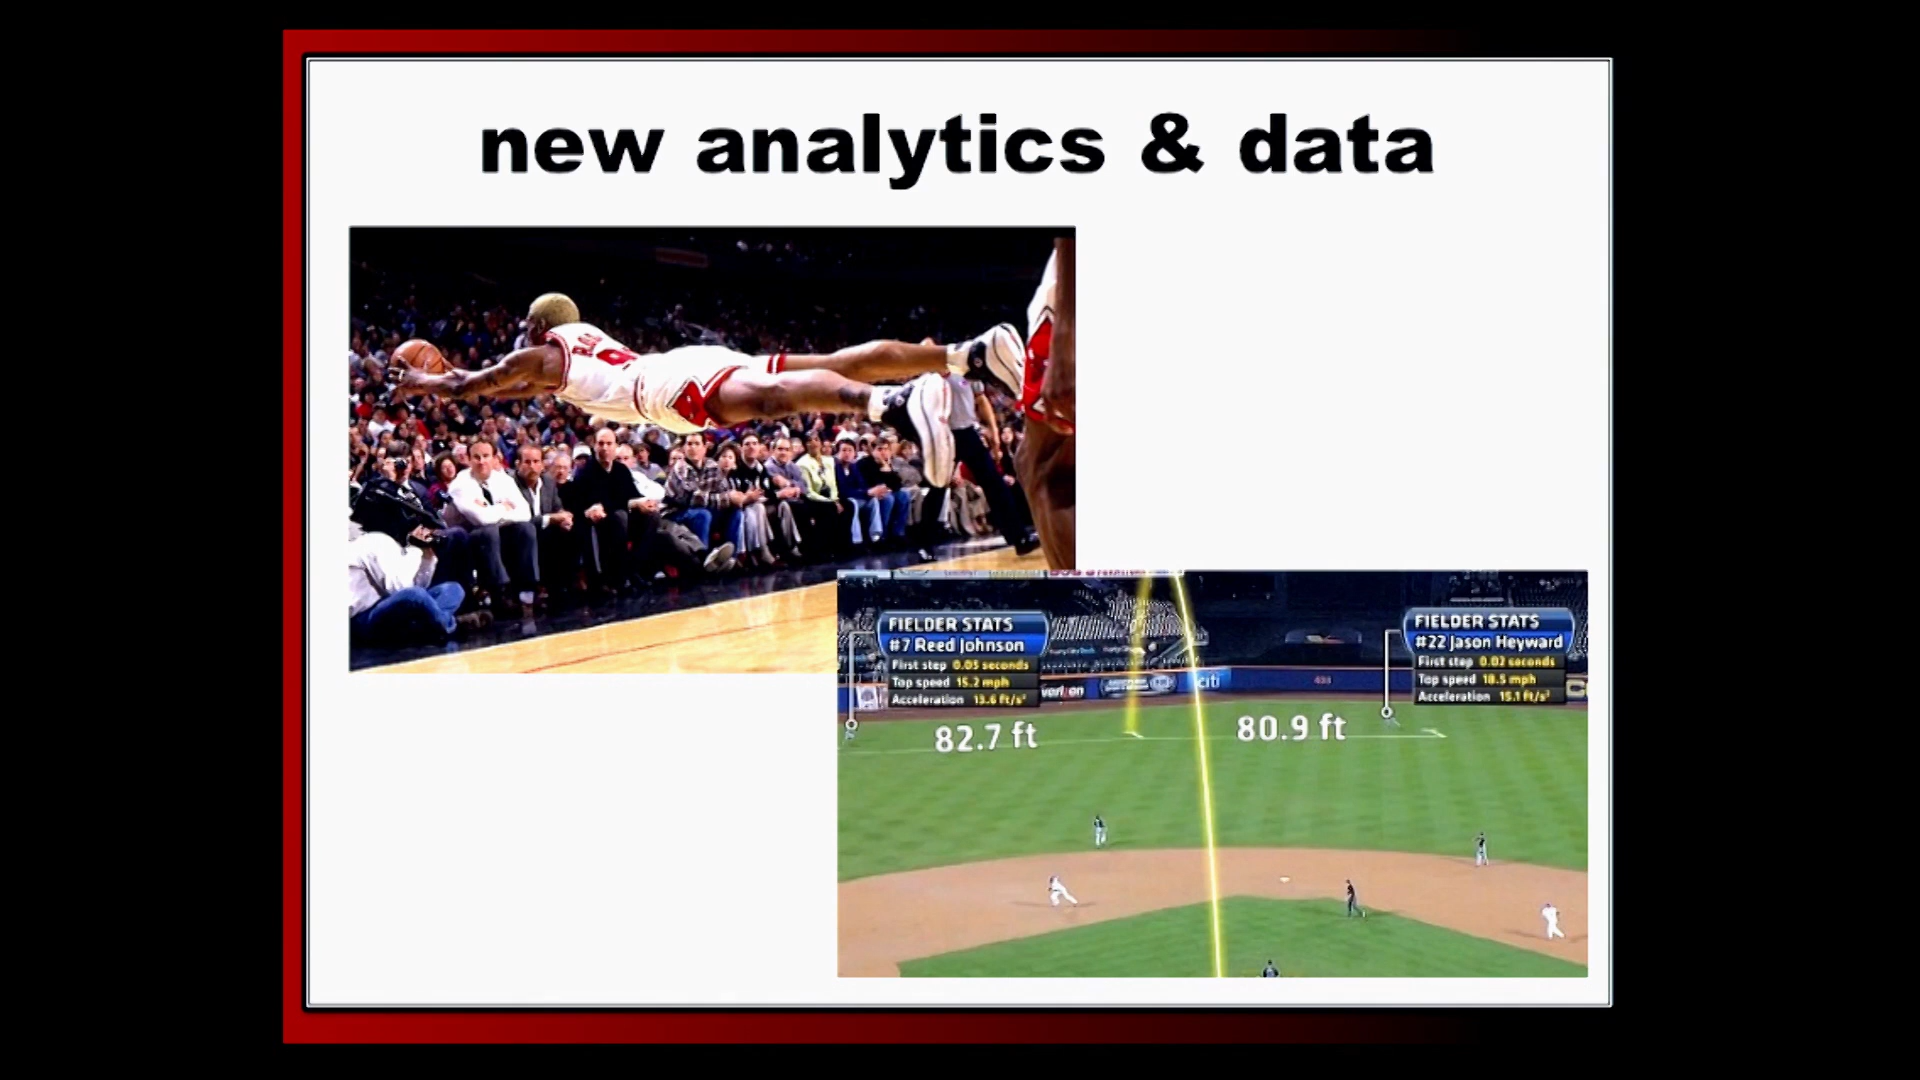 new analytics & data
FIELDER STATS
#7 Reed Johnson
First step 0.05 seconds
Top speed 15.2 mph
Acceleration 13.6 ft/s²
82.7 ft
FIELDER STATS
#22 Jason Heyward
First step 0.02 seconds
Top speed 18.5 mph
Acceleration 15.1 ft/s²
80.9 ft
verizon
citi